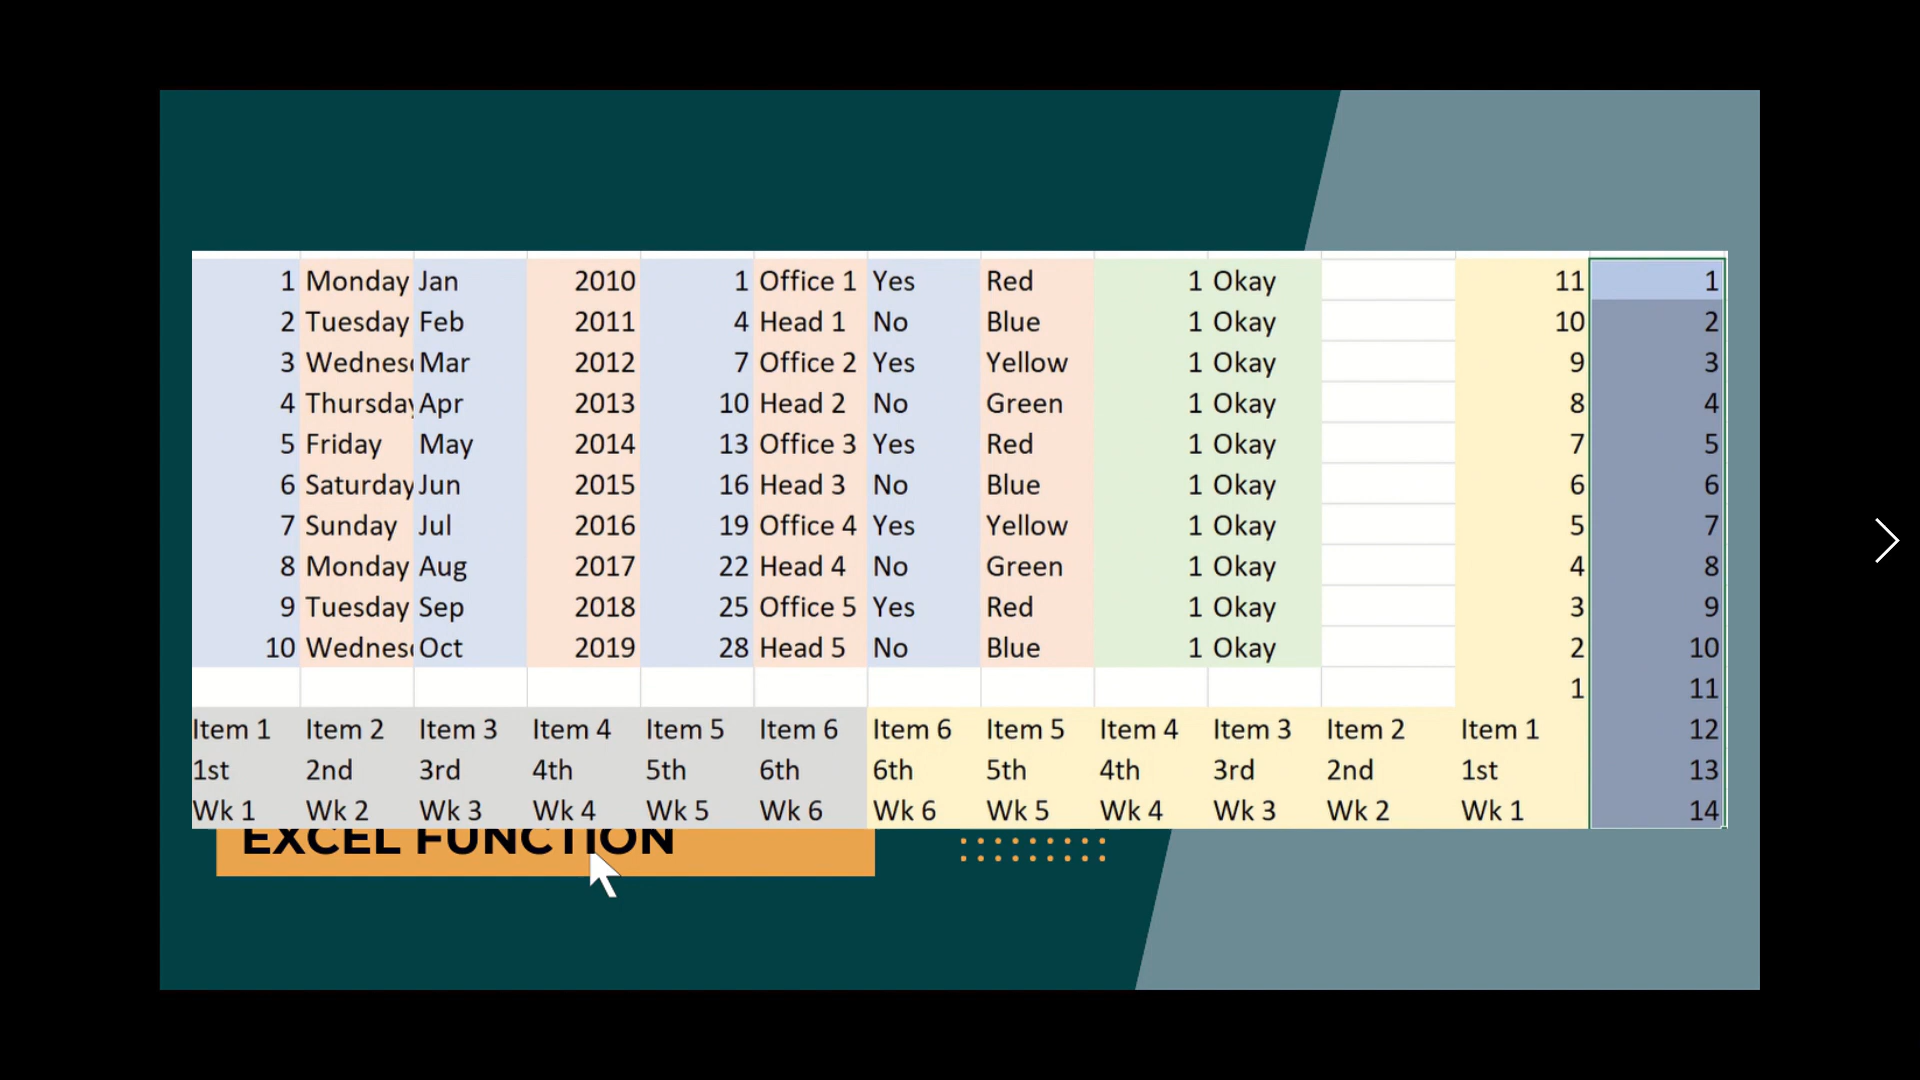 1 Monday Jan 2010 1 Office 1 Yes Red 1 Okay 11 1
2 Tuesday Feb 2011 4 Head 1 No Blue 1 Okay 10 2
3 Wednes Mar 2012 7 Office 2 Yes Yellow 1 Okay 9 3
4 Thursday Apr 2013 10 Head 2 No Green 1 Okay 8 4
5 Friday May 2014 13 Office 3 Yes Red 1 Okay 7 5
6 Saturday Jun 2015 16 Head 3 No Blue 1 Okay 6 6
7 Sunday Jul 2016 19 Office 4 Yes Yellow 1 Okay 5 7
8 Monday Aug 2017 22 Head 4 No Green 1 Okay 4 8
9 Tuesday Sep 2018 25 Office 5 Yes Red 1 Okay 3 9
10 Wednes Oct 2019 28 Head 5 No Blue 1 Okay 2 10
1 11
Item 1 Item 2 Item 3 Item 4 Item 5 Item 6 Item 6 Item 5 Item 4 Item 3 Item 2 Item 1 12
1st 2nd 3rd 4th 5th 6th 6th 5th 4th 3rd 2nd 1st 13
Wk 1 Wk 2 Wk 3 Wk 4 Wk 5 Wk 6 Wk 6 Wk 5 Wk 4 Wk 3 Wk 2 Wk 1 14
EXCEL FUNCTION